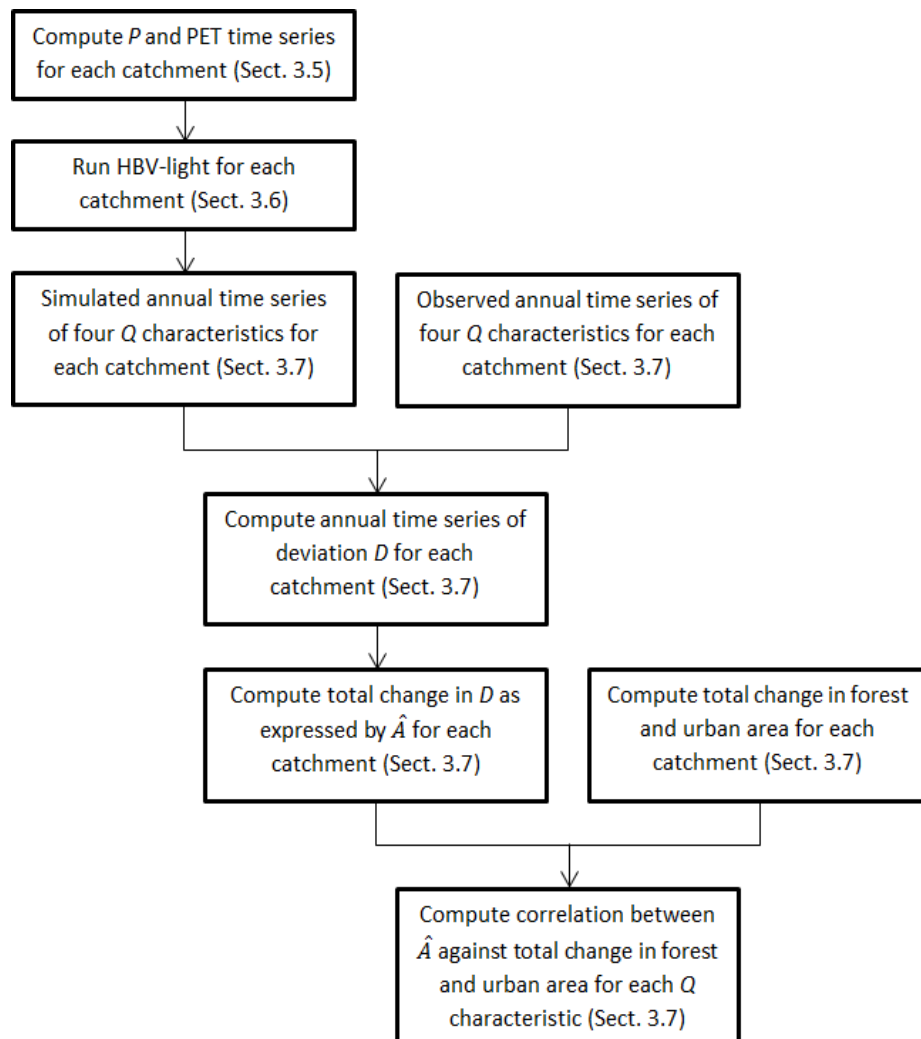 Compute P and PET time series
for each catchment (Sect. 3.5)
Run HBV-light for each
catchment (Sect. 3.6)
Simulated annual time series
of four Q characteristics for
each catchment (Sect. 3.7)
Observed annual time series of
four Q characteristics for each
catchment (Sect. 3.7)
Compute annual time series of
deviation D for each
catchment (Sect. 3.7)
Compute total change in D as
expressed by Â for each
catchment (Sect. 3.7)
Compute total change in forest
and urban area for each
catchment (Sect. 3.7)
Compute correlation between
Â against total change in forest
and urban area for each Q
characteristic (Sect. 3.7)